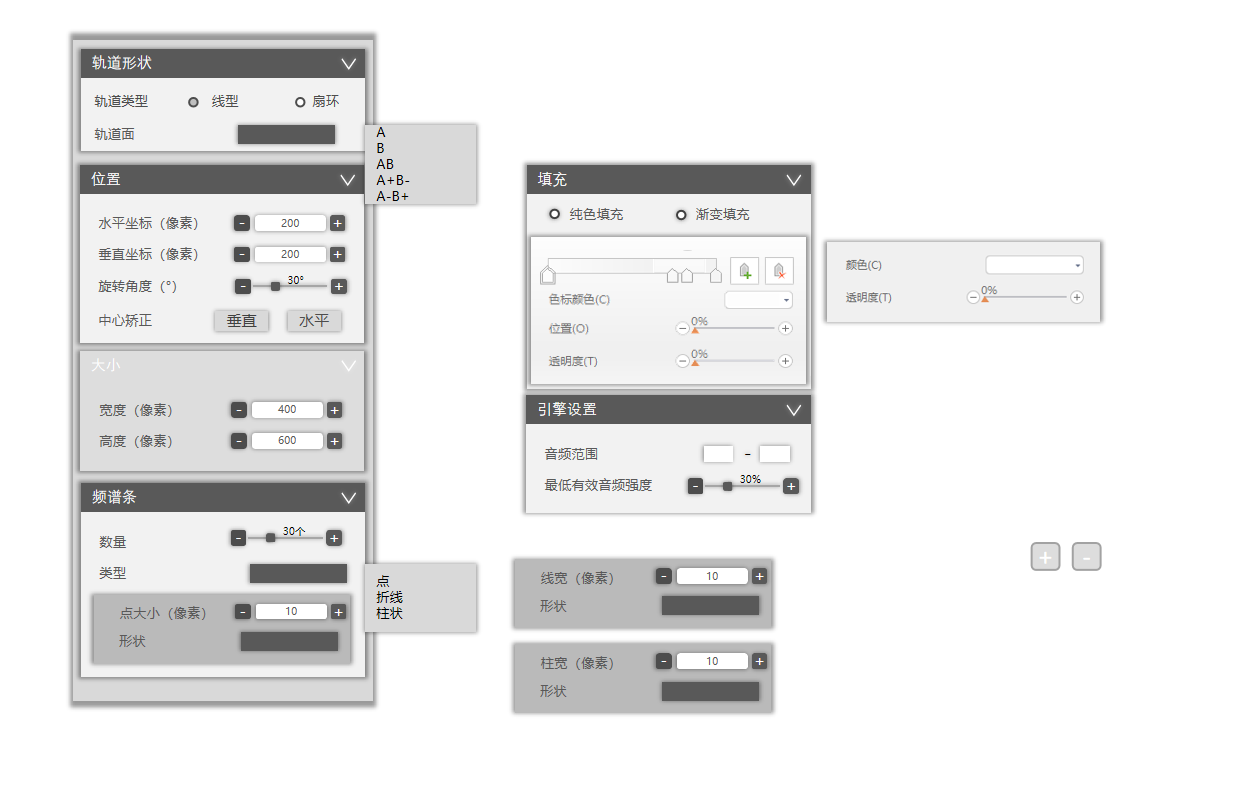 轨道形状
轨道类型 线型 扇环
轨道面
A
B
AB
A+B-
A-B+
位置
水平坐标（像素） - 200 +
垂直坐标（像素） - 200 +
旋转角度（°） - 30° +
中心矫正 垂直 水平
大小
宽度（像素） - 400 +
高度（像素） - 600 +
频谱条
数量 - 30个 +
类型
点
折线
柱状
点大小（像素） - 10 +
形状
填充
纯色填充 渐变填充
色标颜色(C)
位置(O) 0%
透明度(T) 0%
颜色(C)
透明度(T) 0%
引擎设置
音频范围 -
最低有效音频强度 - 30% +
线宽（像素） - 10 +
形状
柱宽（像素） - 10 +
形状
+ -